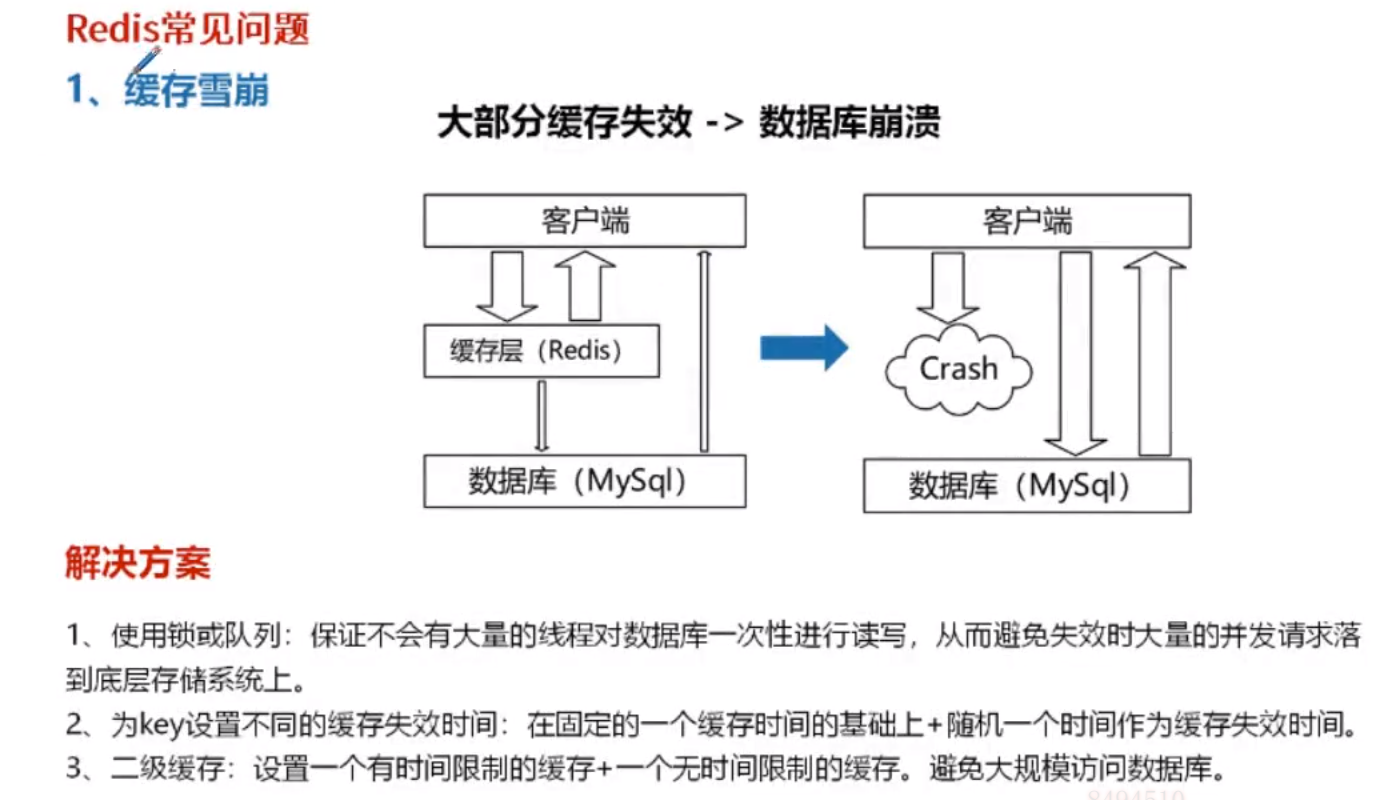 Redis常见问题
1、缓存雪崩
大部分缓存失效 -> 数据库崩溃
客户端
客户端
缓存层（Redis）
Crash
数据库（MySql）
数据库（MySql）
解决方案
1、使用锁或队列：保证不会有大量的线程对数据库一次性进行读写，从而避免失效时大量的并发请求落
到底层存储系统上。
2、为key设置不同的缓存失效时间：在固定的一个缓存时间的基础上+随机一个时间作为缓存失效时间。
3、二级缓存：设置一个有时间限制的缓存+一个无时间限制的缓存。避免大规模访问数据库。